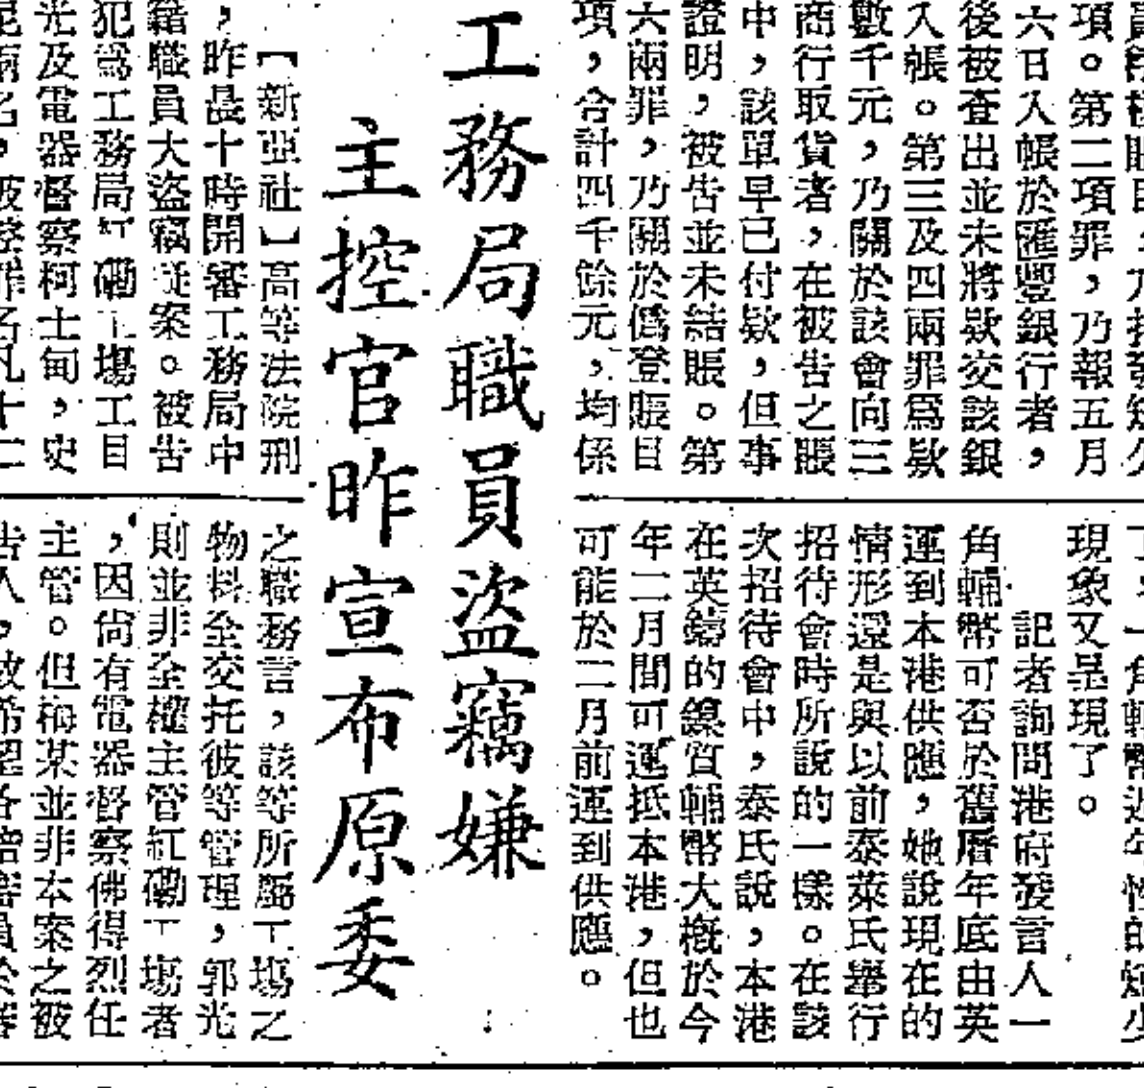 項。第二項罪，乃報五月
六日入帳於匯豐銀行者，
後被查出並未將欵交該銀
入帳。第三及四兩罪爲欵
數千元，乃關於該會向三
商行取貨者，在被告之賬
中，該單早已付欵，但事
證明，被告並未結賬。第
六兩罪，乃關於僞登賬目
項，合計四千餘元，均係
現象又呈現了。
記者詢問港府發言人一
角輔幣可否於舊曆年底由英
運到本港供應，她說現在的
情形還是與以前泰萊氏舉行
招待會時所說的一樣。在該
次招待會中，泰氏說，本港
在英鑄的鎳質輔幣大槪於今
年二月間可運抵本港，但也
可能於二月前運到供應。
工務局職員盜竊嫌
主控官昨宣布原委
【新亞社】高等法院刑
，昨晨十時開審工務局中
籍職員大盜竊案。被告
犯爲工務局紅磡工場工目
光及電器督察柯士甸，史
之職務言，該等所屬工場之
物料全交托彼等管理，郭光
則並非全權主管紅磡工場者
，因尙有電器督察佛得烈任
主管。但梅某並非本案之被